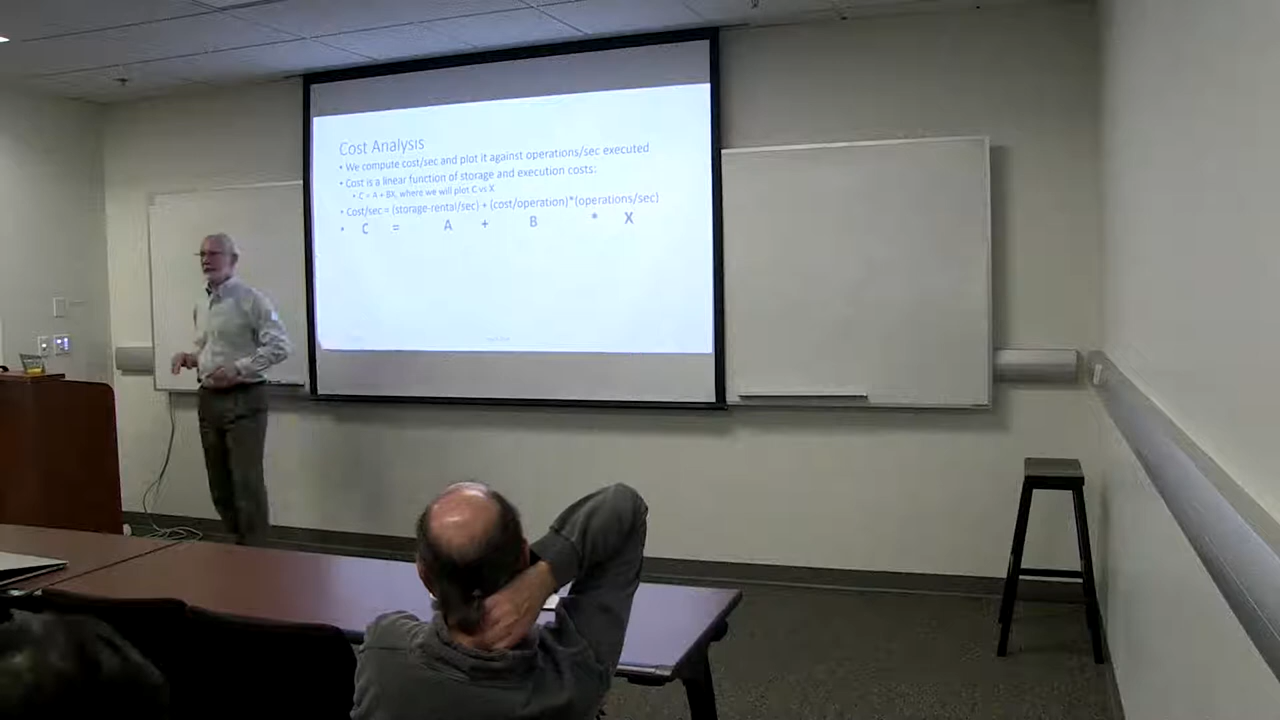 Cost Analysis
• We compute cost/sec and plot it against operations/sec executed
• Cost is a linear function of storage and execution costs:
• C = A + BX, where we will plot C vs X
• Cost/sec = (storage-rental/sec) + (cost/operation)*(operations/sec)
• C = A + B * X